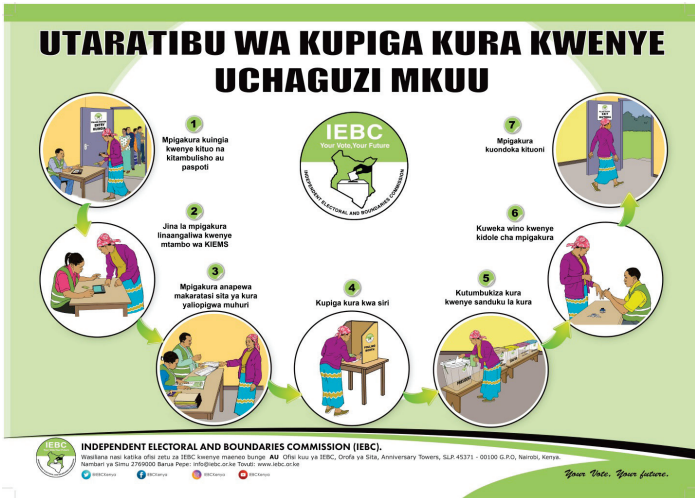 UTARATIBU WA KUPIGA KURA KWENYE
UCHAGUZI MKUU
1
Mpigakura kuingia
kwenye kituo na
kitambulisho au
paspoti
2
Jina la mpigakura
linaangaliwa kwenye
mtambo wa KIEMS
3
Mpigakura anapewa
makaratasi sita ya kura
yaliopigwa muhuri
4
Kupiga kura kwa siri
5
Kutumbukiza kura
kwenye sanduku la kura
6
Kuweka wino kwenye
kidole cha mpigakura
7
Mpigakura
kuondoka kituoni
IEBC
Your Vote, Your Future
INDEPENDENT ELECTORAL AND BOUNDARIES COMMISSION
IEBC
INDEPENDENT ELECTORAL AND BOUNDARIES COMMISSION (IEBC).
Wasiliana nasi katika ofisi zetu za IEBC kwenye maeneo bunge AU Ofisi kuu ya IEBC, Orofa ya Sita, Anniversary Towers, SLP. 45371 - 00100 G.P.O, Nairobi, Kenya.
Nambari ya Simu 2769000 Barua Pepe: info@iebc.or.ke Tovuti: www.iebc.or.ke
@IEBCkenya IEBCkenya IEBCkenya IEBCkenya
Your Vote, Your future.